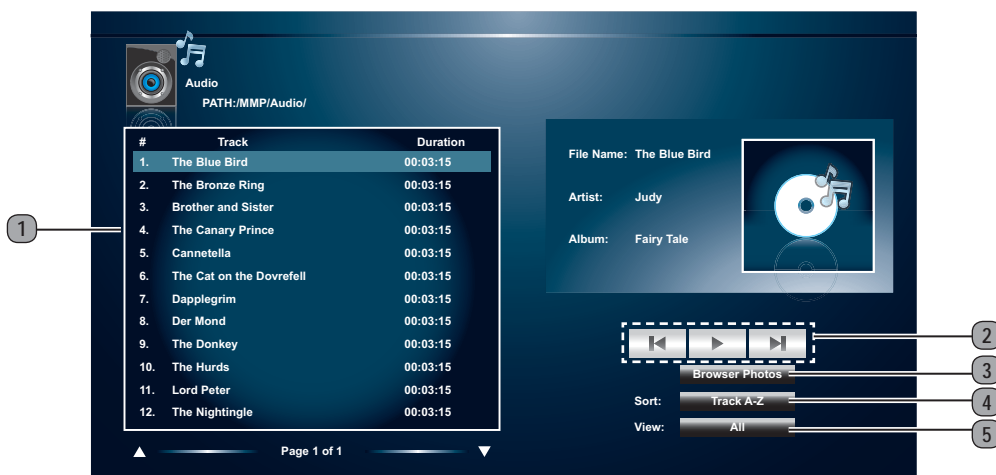 Audio
PATH:/MMP/Audio/
# Track Duration
1. The Blue Bird 00:03:15
2. The Bronze Ring 00:03:15
3. Brother and Sister 00:03:15
4. The Canary Prince 00:03:15
5. Cannetella 00:03:15
6. The Cat on the Dovrefell 00:03:15
7. Dapplegrim 00:03:15
8. Der Mond 00:03:15
9. The Donkey 00:03:15
10. The Hurds 00:03:15
11. Lord Peter 00:03:15
12. The Nightingle 00:03:15
Page 1 of 1
File Name: The Blue Bird
Artist: Judy
Album: Fairy Tale
Browser Photos
Sort: Track A-Z
View: All
1
2
3
4
5